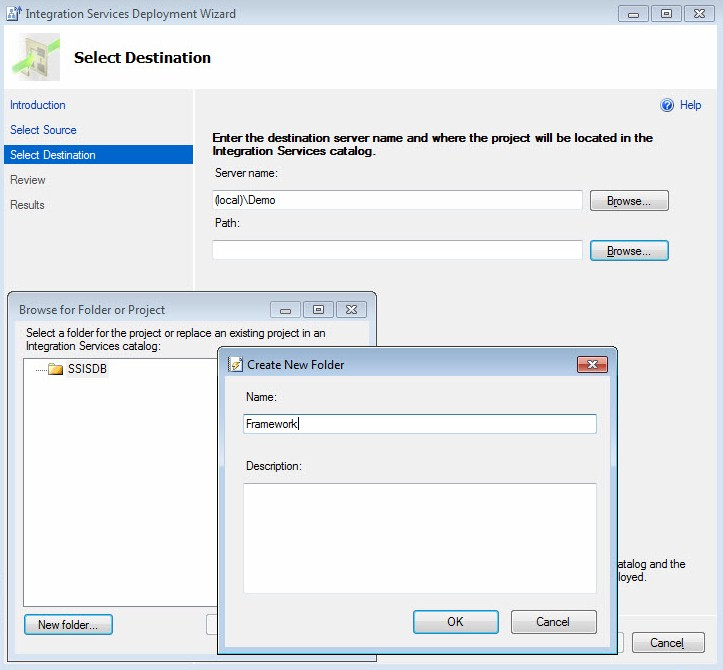 Integration Services Deployment Wizard
Select Destination
Introduction
Select Source
Select Destination
Review
Results
Help
Enter the destination server name and where the project will be located in the
Integration Services catalog.
Server name:
(local)\Demo
Browse...
Path:
Browse...
Browse for Folder or Project
Select a folder for the project or replace an existing project in an
Integration Services catalog:
SSISDB
New folder...
Create New Folder
Name:
Framework
Description:
OK
Cancel
and the
Cancel